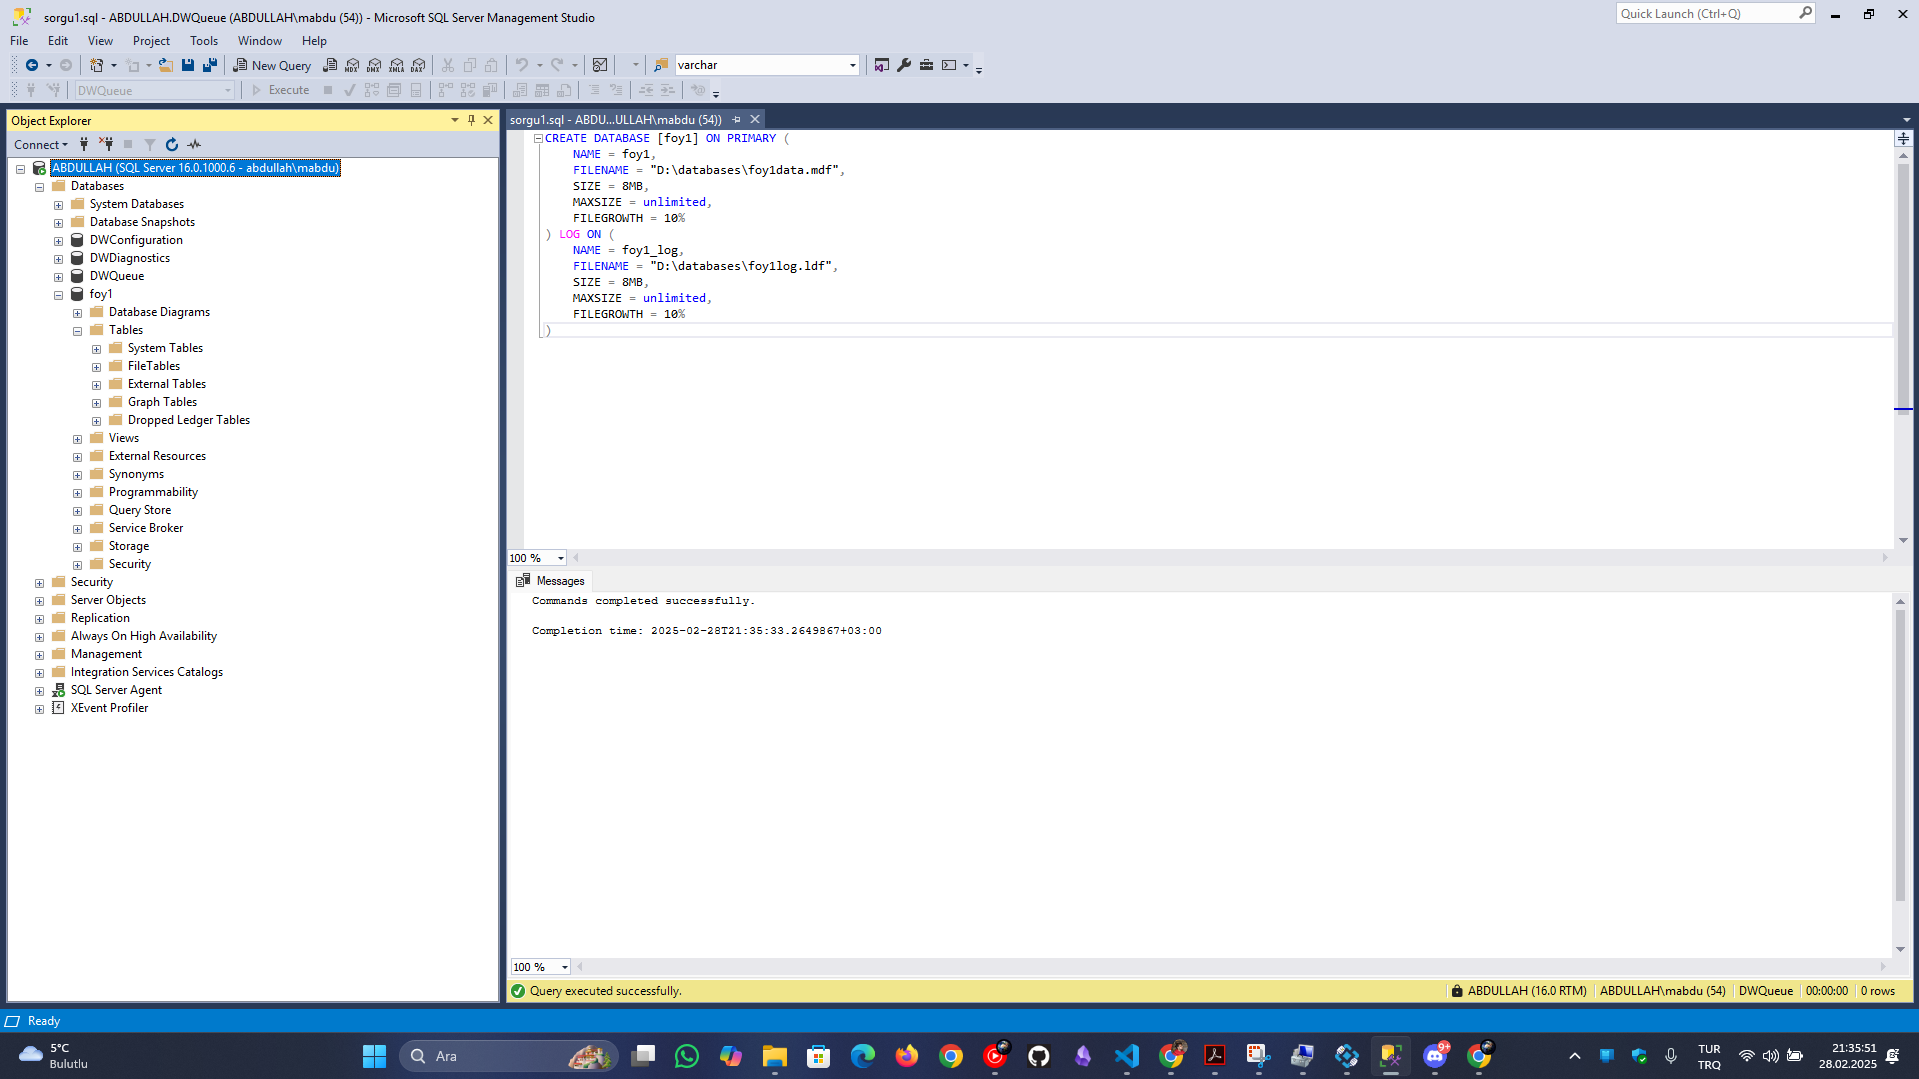 sorgu1.sql - ABDULLAH.DWQueue (ABDULLAH\mabdu (54)) - Microsoft SQL Server Management Studio
Quick Launch (Ctrl+Q)
File Edit View Project Tools Window Help
New Query
MDX DMX XMLA DAX
varchar
DWQueue
Execute
Object Explorer
Connect
ABDULLAH (SQL Server 16.0.1000.6 - abdullah\mabdu)
Databases
System Databases
Database Snapshots
DWConfiguration
DWDiagnostics
DWQueue
foy1
Database Diagrams
Tables
System Tables
FileTables
External Tables
Graph Tables
Dropped Ledger Tables
Views
External Resources
Synonyms
Programmability
Query Store
Service Broker
Storage
Security
Security
Server Objects
Replication
Always On High Availability
Management
Integration Services Catalogs
SQL Server Agent
XEvent Profiler
sorgu1.sql - ABDU...ULLAH\mabdu (54))
CREATE DATABASE [foy1] ON PRIMARY (
NAME = foy1,
FILENAME = "D:\databases\foy1data.mdf",
SIZE = 8MB,
MAXSIZE = unlimited,
FILEGROWTH = 10%
) LOG ON (
NAME = foy1_log,
FILENAME = "D:\databases\foy1log.ldf",
SIZE = 8MB,
MAXSIZE = unlimited,
FILEGROWTH = 10%
)
100 %
Messages
Commands completed successfully.
Completion time: 2025-02-28T21:35:33.2649867+03:00
100 %
Query executed successfully.
ABDULLAH (16.0 RTM) ABDULLAH\mabdu (54) DWQueue 00:00:00 0 rows
Ready
5°C
Bulutlu
Ara
9+
TUR
TRQ
21:35:51
28.02.2025